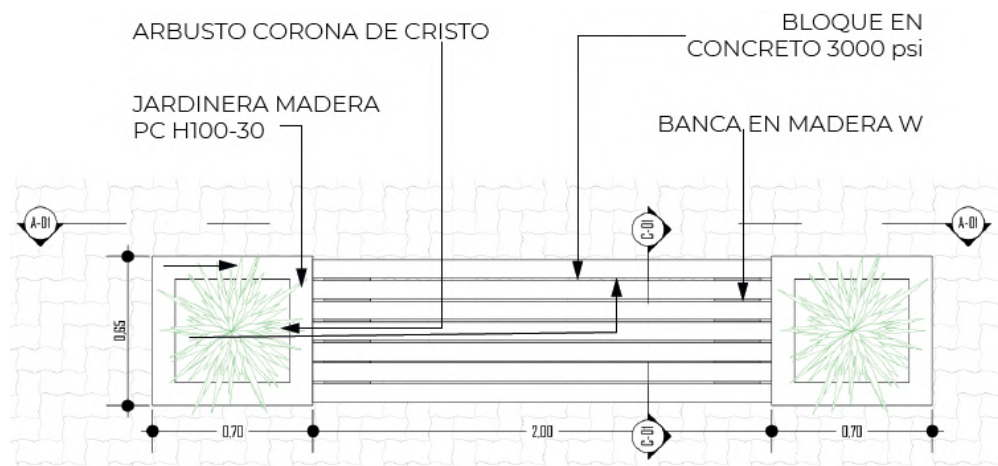 ARBUSTO CORONA DE CRISTO
BLOQUE EN
CONCRETO 3000 psi
JARDINERA MADERA
PC H100-30
BANCA EN MADERA W
A-01
C-01
A-01
0,65
0,70
2,00
C-01
0,70